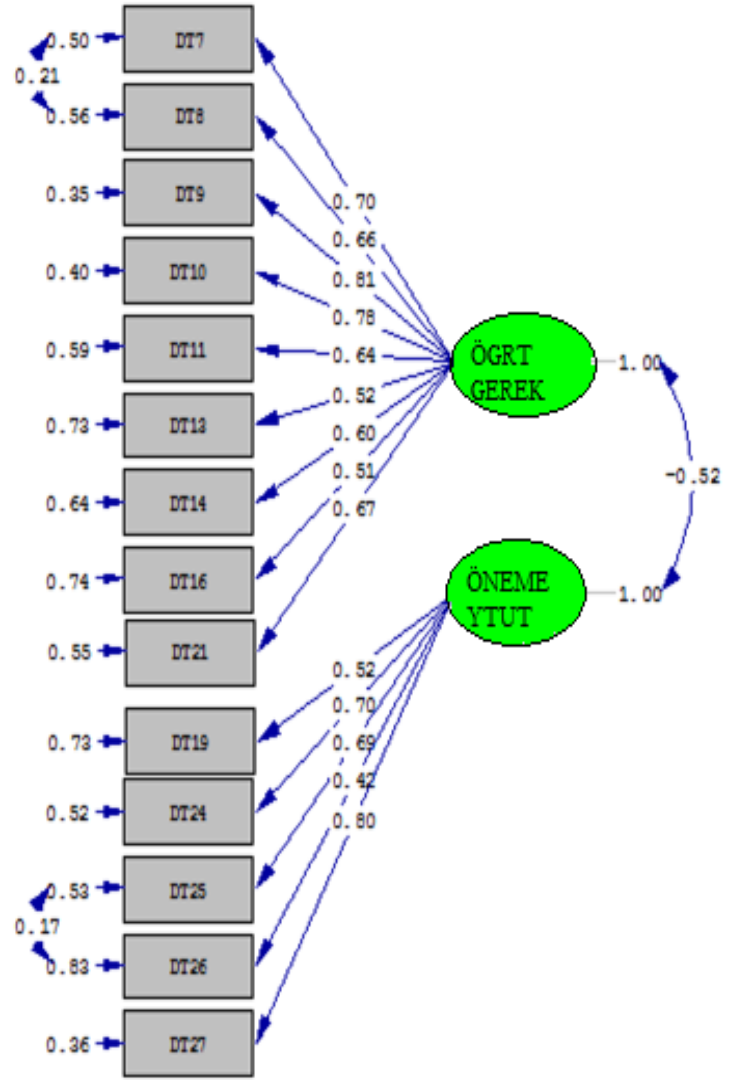 0.50 DT7
0.21
0.56 DT8
0.35 DT9
0.70
0.66
0.40 DT10
0.81
0.78
0.59 DT11
0.64
ÖGRT
GEREK
1.00
0.52
0.73 DT13
0.60
0.51
-0.52
0.64 DT14
0.67
0.74 DT16
ÖNEME
YTUT
1.00
0.55 DT21
0.52
0.70
0.73 DT19
0.69
0.42
0.52 DT24
0.80
0.53 DT25
0.17
0.83 DT26
0.36 DT27